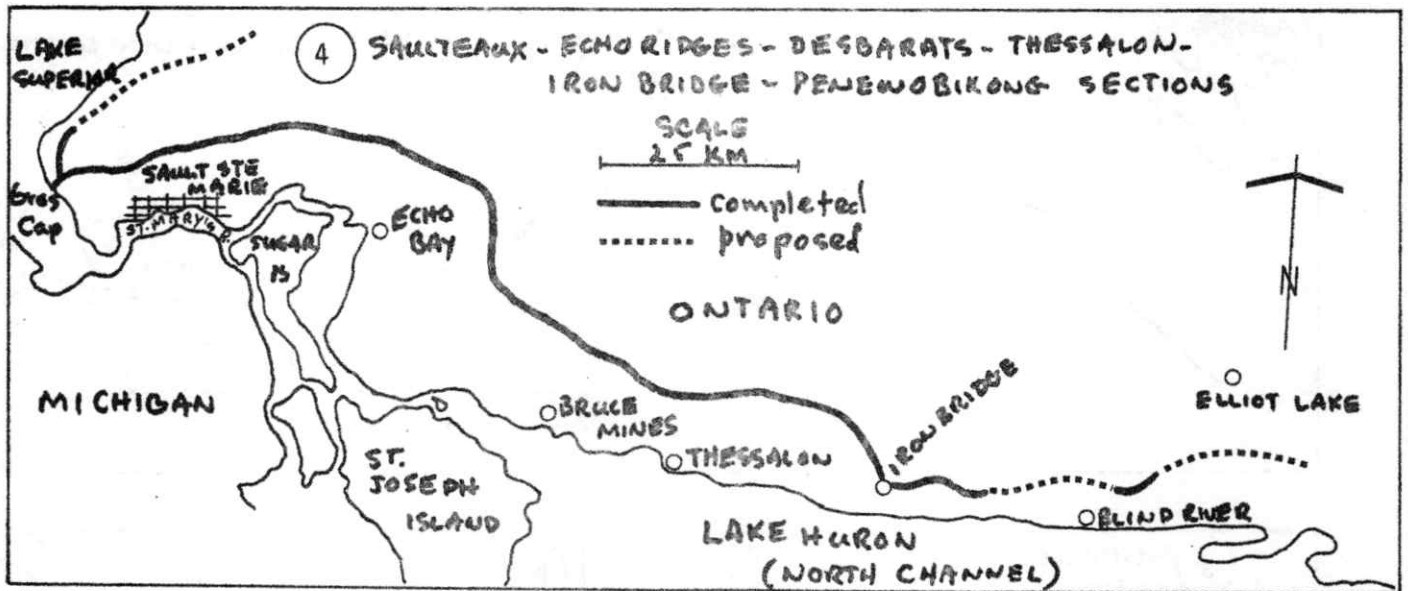 4
SAULTEAUX - ECHO RIDGES - DESBARATS - THESSALON -
IRON BRIDGE - PENEWOBIKONG SECTIONS
SCALE
25 KM
completed
proposed
LAKE
SUPERIOR
Gros
Cap
SAULT STE
MARIE
ST. MARY'S R.
SUGAR
IS
ECHO
BAY
ONTARIO
N
MICHIGAN
BRUCE
MINES
THESSALON
IRON BRIDGE
ELLIOT LAKE
ST.
JOSEPH
ISLAND
BLIND RIVER
LAKE HURON
(NORTH CHANNEL)